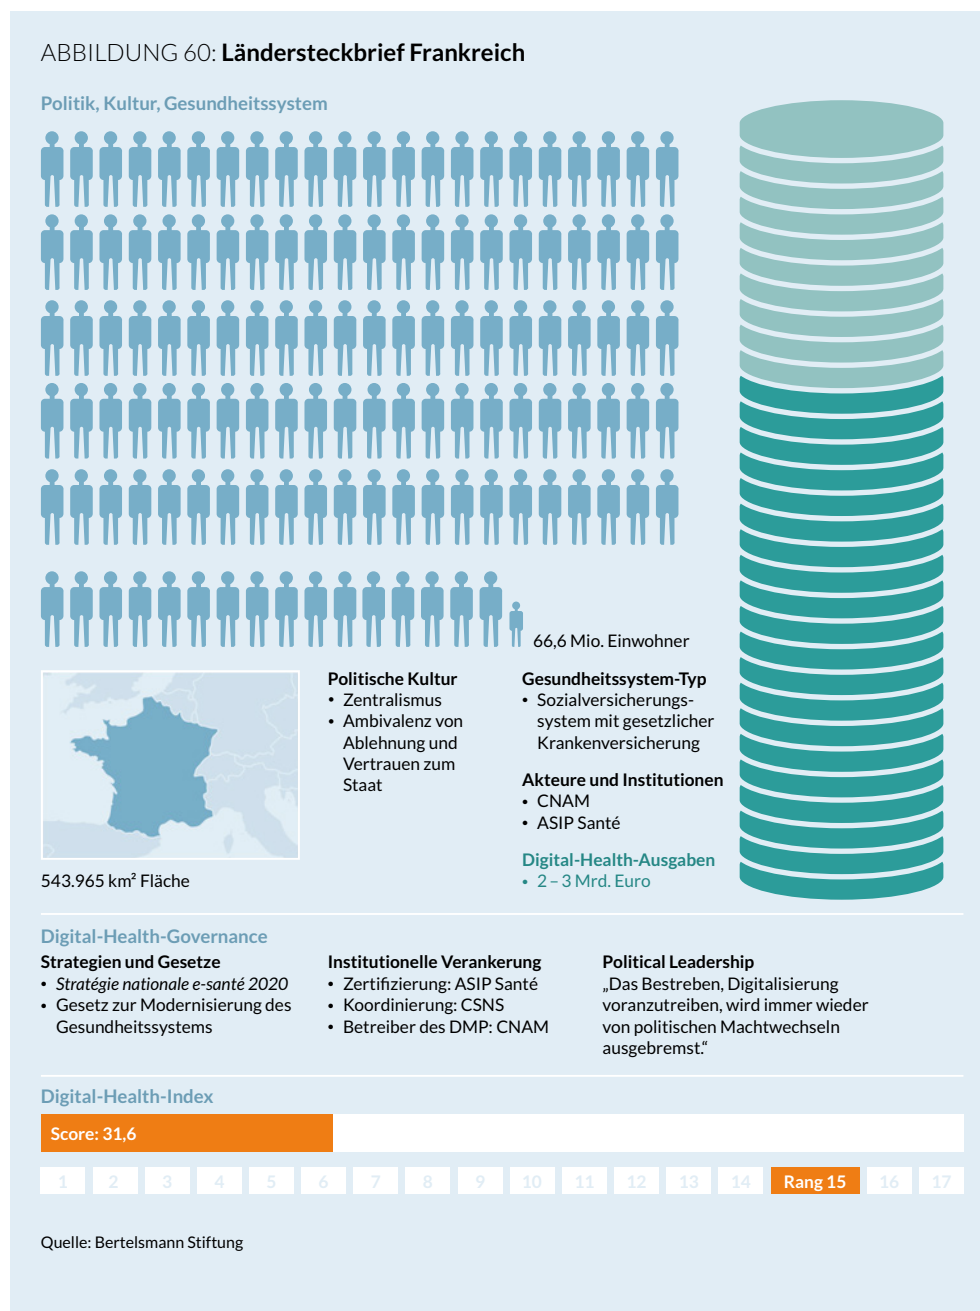 ABBILDUNG 60: Ländersteckbrief Frankreich
Politik, Kultur, Gesundheitssystem
66,6 Mio. Einwohner
543.965 km² Fläche
Politische Kultur
• Zentralismus
• Ambivalenz von
Ablehnung und
Vertrauen zum
Staat
Gesundheitssystem-Typ
• Sozialversicherungs-
system mit gesetzlicher
Krankenversicherung
Akteure und Institutionen
• CNAM
• ASIP Santé
Digital-Health-Ausgaben
• 2 – 3 Mrd. Euro
Digital-Health-Governance
Strategien und Gesetze
• Stratégie nationale e-santé 2020
• Gesetz zur Modernisierung des
Gesundheitssystems
Institutionelle Verankerung
• Zertifizierung: ASIP Santé
• Koordinierung: CSNS
• Betreiber des DMP: CNAM
Political Leadership
„Das Bestreben, Digitalisierung
voranzutreiben, wird immer wieder
von politischen Machtwechseln
ausgebremst.“
Digital-Health-Index
Score: 31,6
1 2 3 4 5 6 7 8 9 10 11 12 13 14 Rang 15 16 17
Quelle: Bertelsmann Stiftung